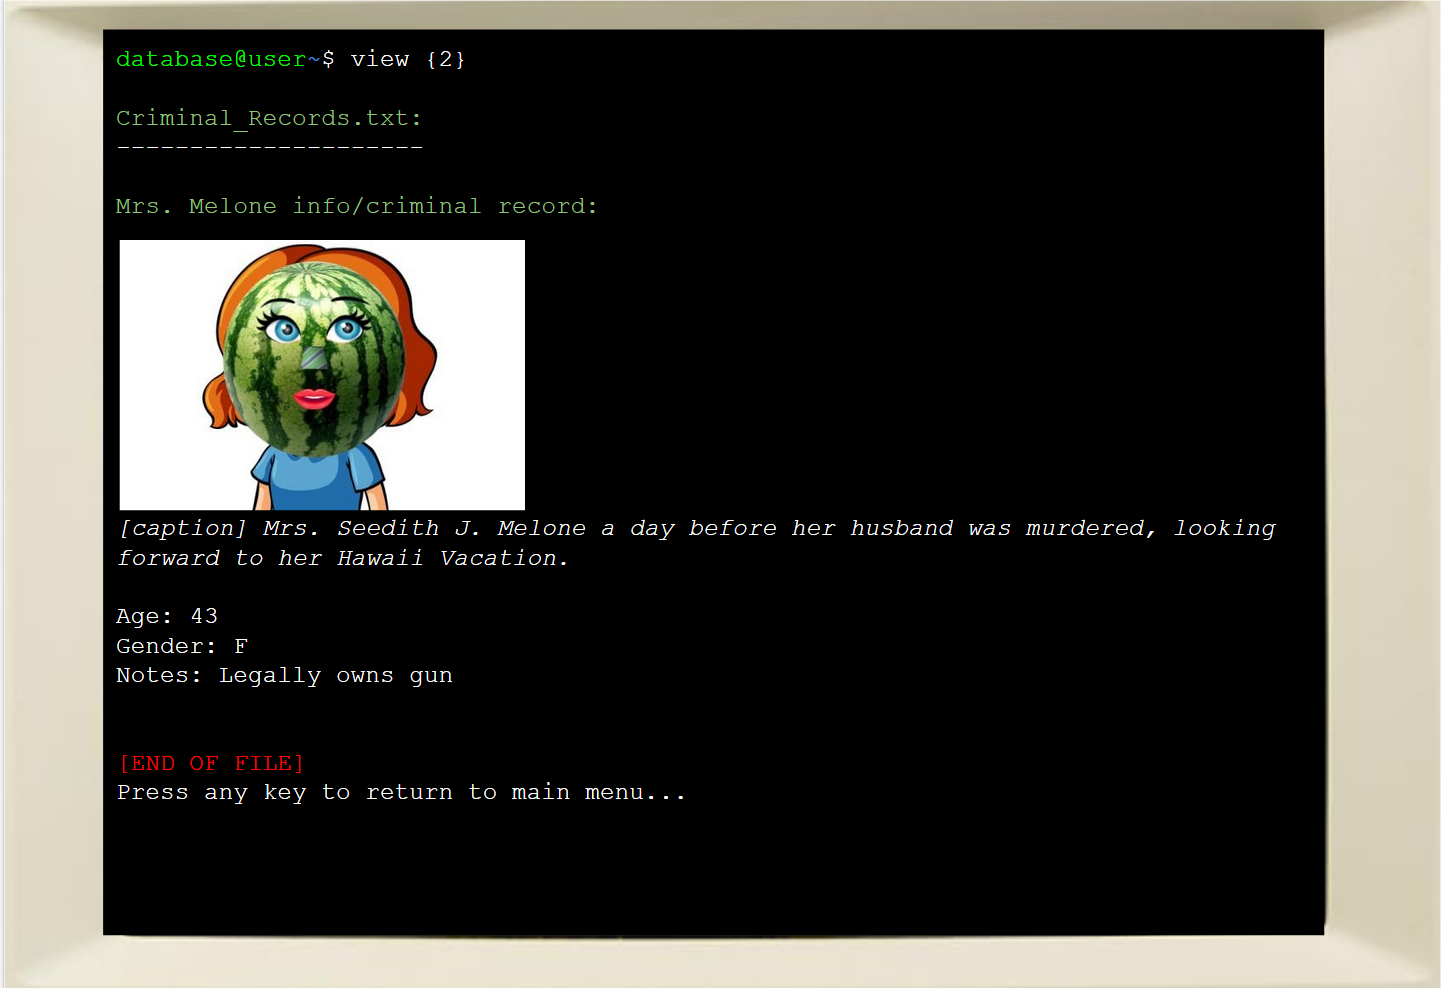 database@user~$ view {2}
Criminal_Records.txt:
---------------------
Mrs. Melone info/criminal record:
[caption] Mrs. Seedith J. Melone a day before her husband was murdered, looking
forward to her Hawaii Vacation.
Age: 43
Gender: F
Notes: Legally owns gun
[END OF FILE]
Press any key to return to main menu...